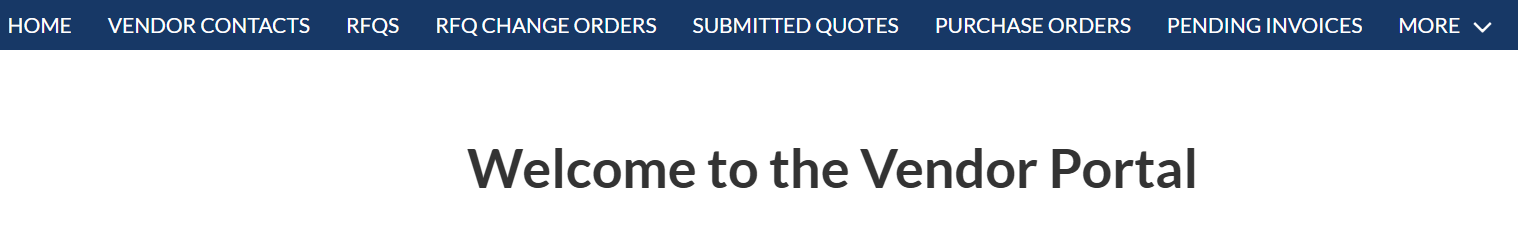 HOME VENDOR CONTACTS RFQS RFQ CHANGE ORDERS SUBMITTED QUOTES PURCHASE ORDERS PENDING INVOICES MORE
Welcome to the Vendor Portal